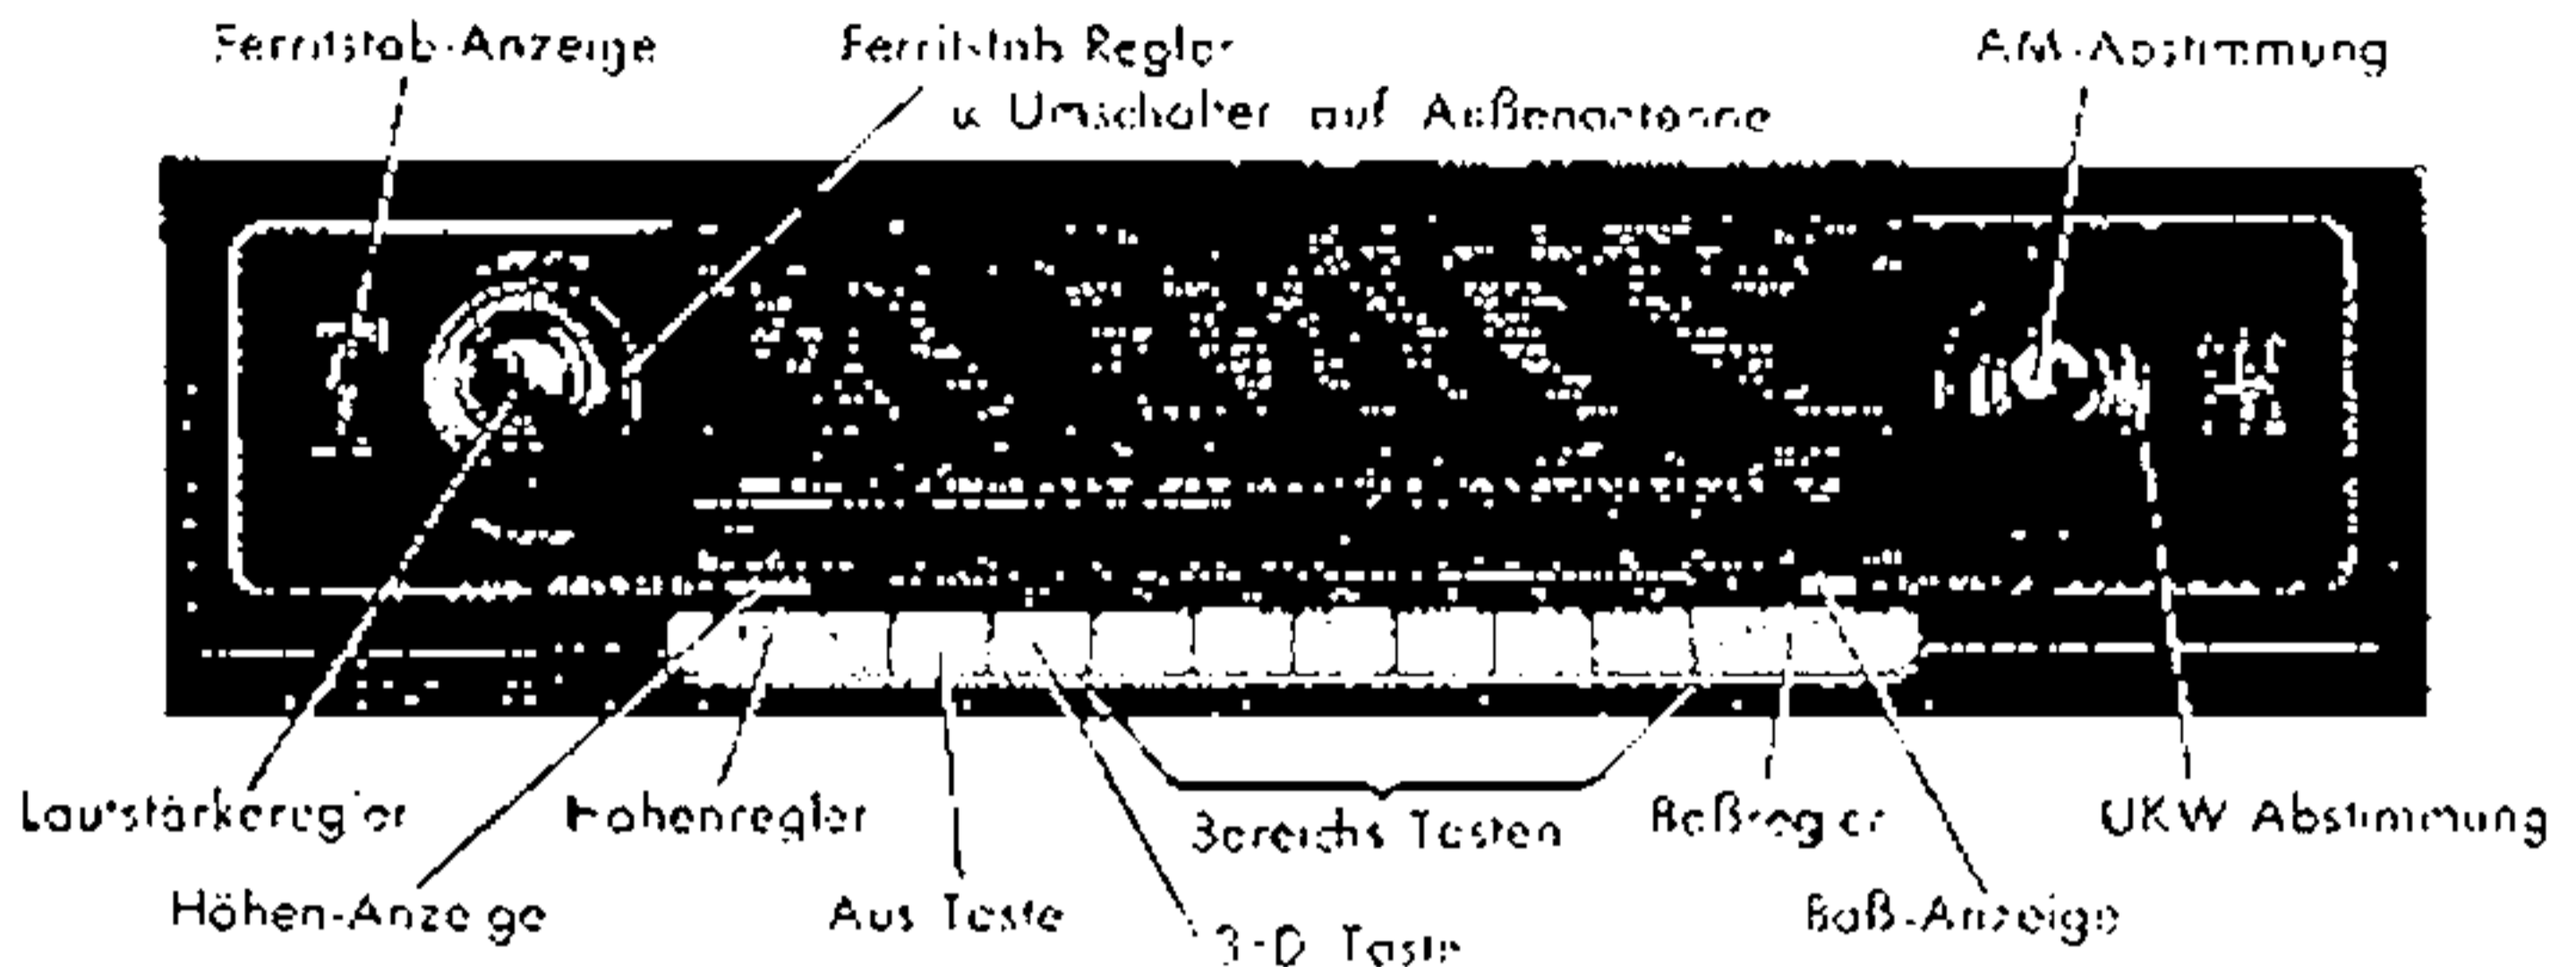 Ferritstab-Anzeige
Ferritstab Regler
u Umschalter auf Außenantenne
AM-Abstimmung
Lautstärkeregler
Höhenregler
Bereichs Tasten
Baßregler
UKW Abstimmung
Höhen-Anzeige
Aus Taste
3-D Taste
Baß-Anzeige